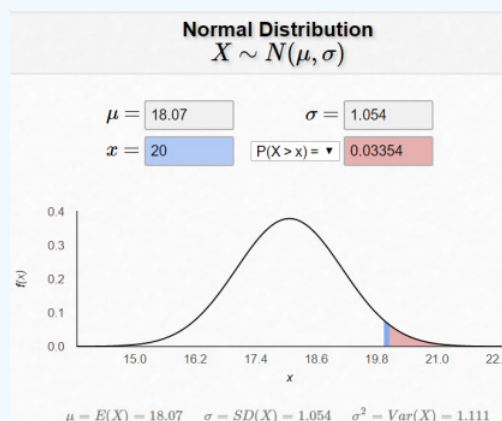 Normal Distribution
X ∼ N(μ, σ)
μ = 18.07 σ = 1.054
x = 20 P(X > x) = ▼ 0.03354
0.4
0.3
0.2
0.1
0.0
f(x)
15.0 16.2 17.4 18.6 19.8 21.0 22.
x
μ = E(X) = 18.07 σ = SD(X) = 1.054 σ² = Var(X) = 1.111